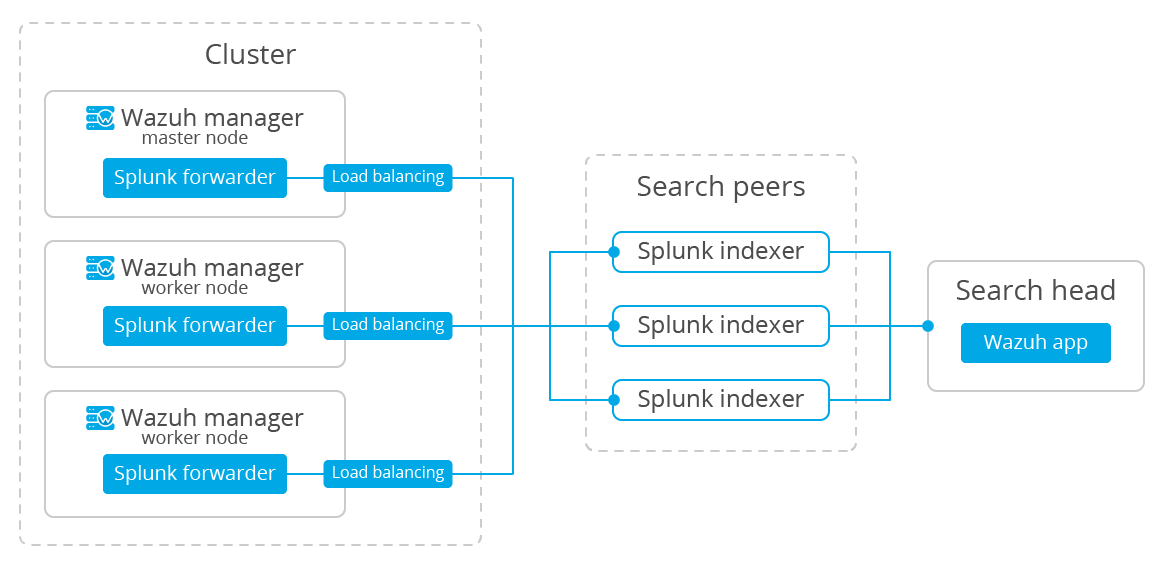 Cluster
Wazuh manager
master node
Splunk forwarder
Load balancing
Wazuh manager
worker node
Splunk forwarder
Load balancing
Wazuh manager
worker node
Splunk forwarder
Load balancing
Search peers
Splunk indexer
Splunk indexer
Splunk indexer
Search head
Wazuh app